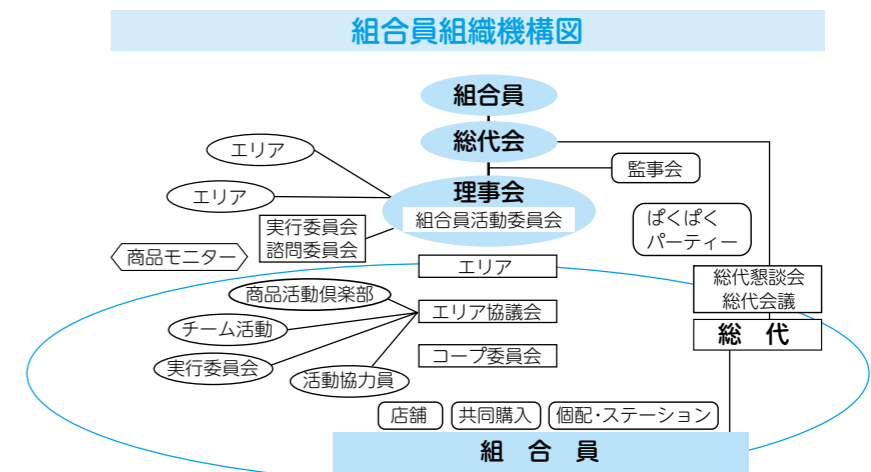 組合員組織機構図
組合員
総代会
エリア
監事会
エリア
理事会
組合員活動委員会
実行委員会
諮問委員会
ぱくぱく
パーティー
商品モニター
エリア
総代懇談会
総代会議
商品活動倶楽部
エリア協議会
チーム活動
総 代
実行委員会
コープ委員会
活動協力員
店舗
共同購入
個配・ステーション
組 合 員